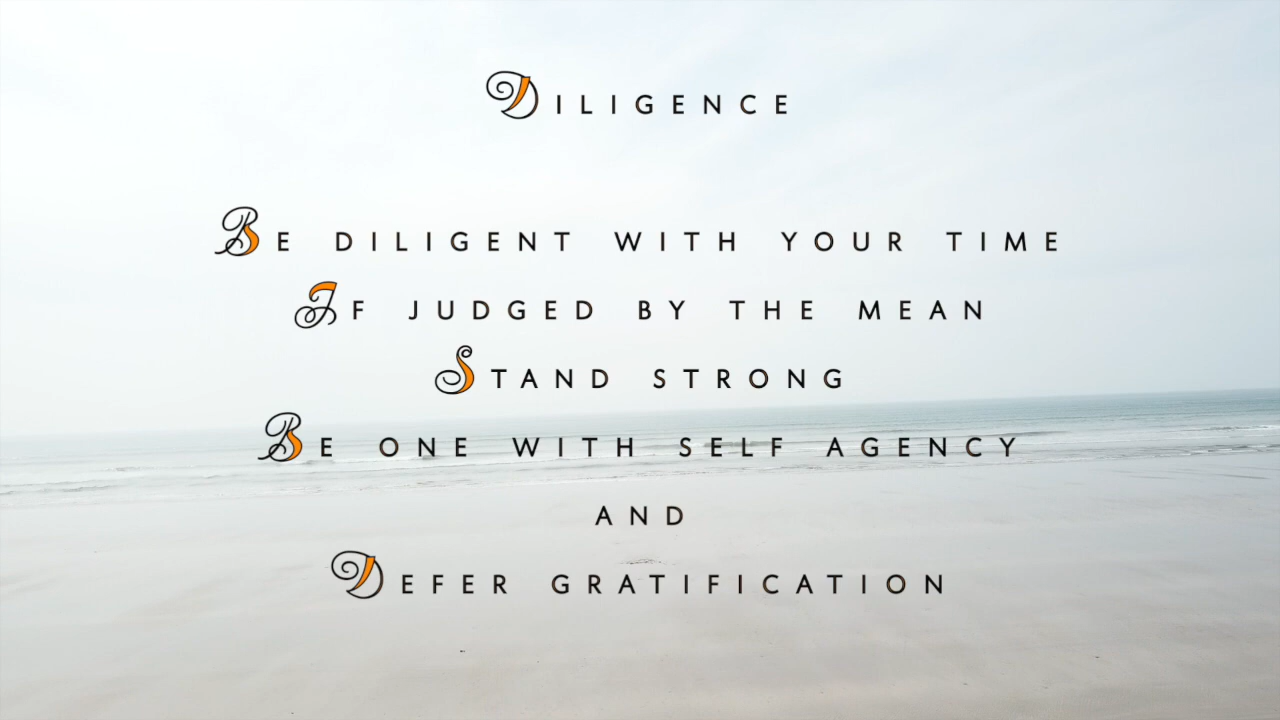 Diligence
Be diligent with your time
If judged by the mean
Stand strong
Be one with self agency
and
Defer gratification